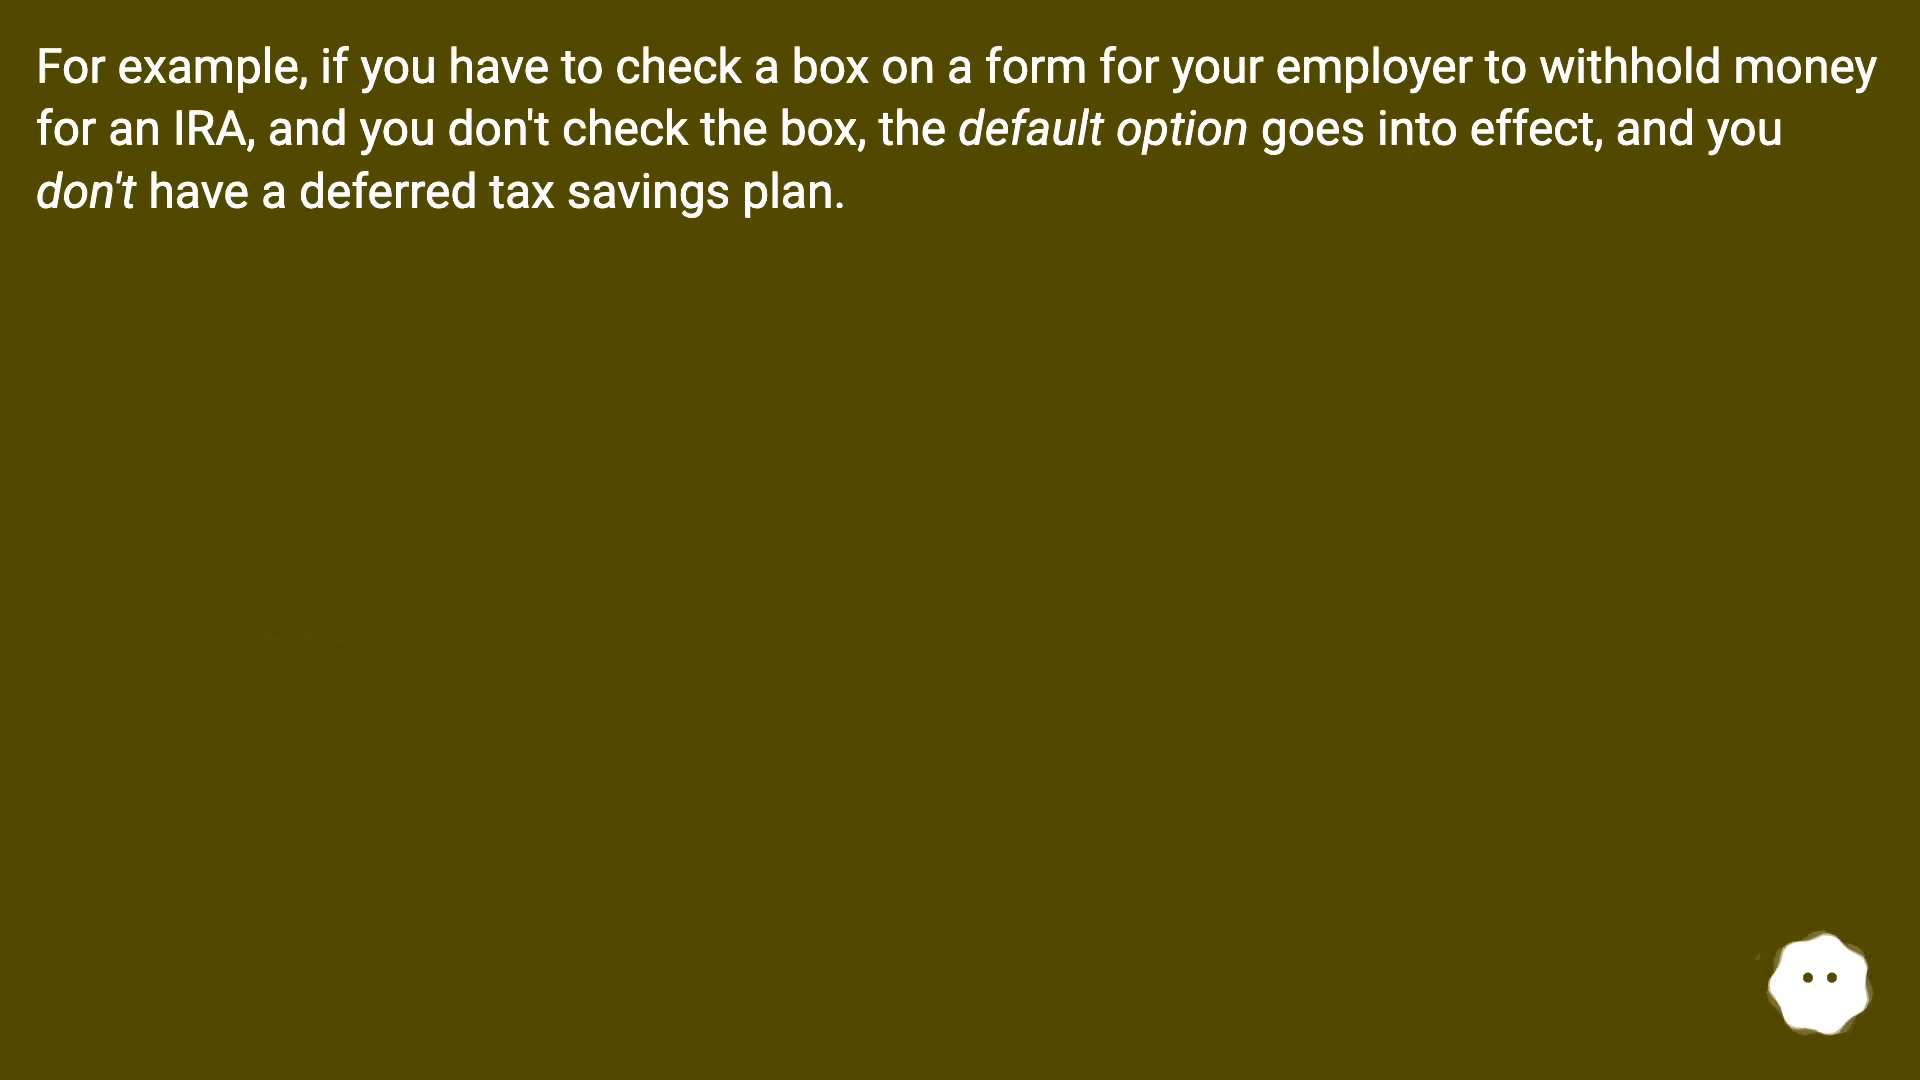 For example, if you have to check a box on a form for your employer to withhold money
for an IRA, and you don't check the box, the default option goes into effect, and you
don't have a deferred tax savings plan.